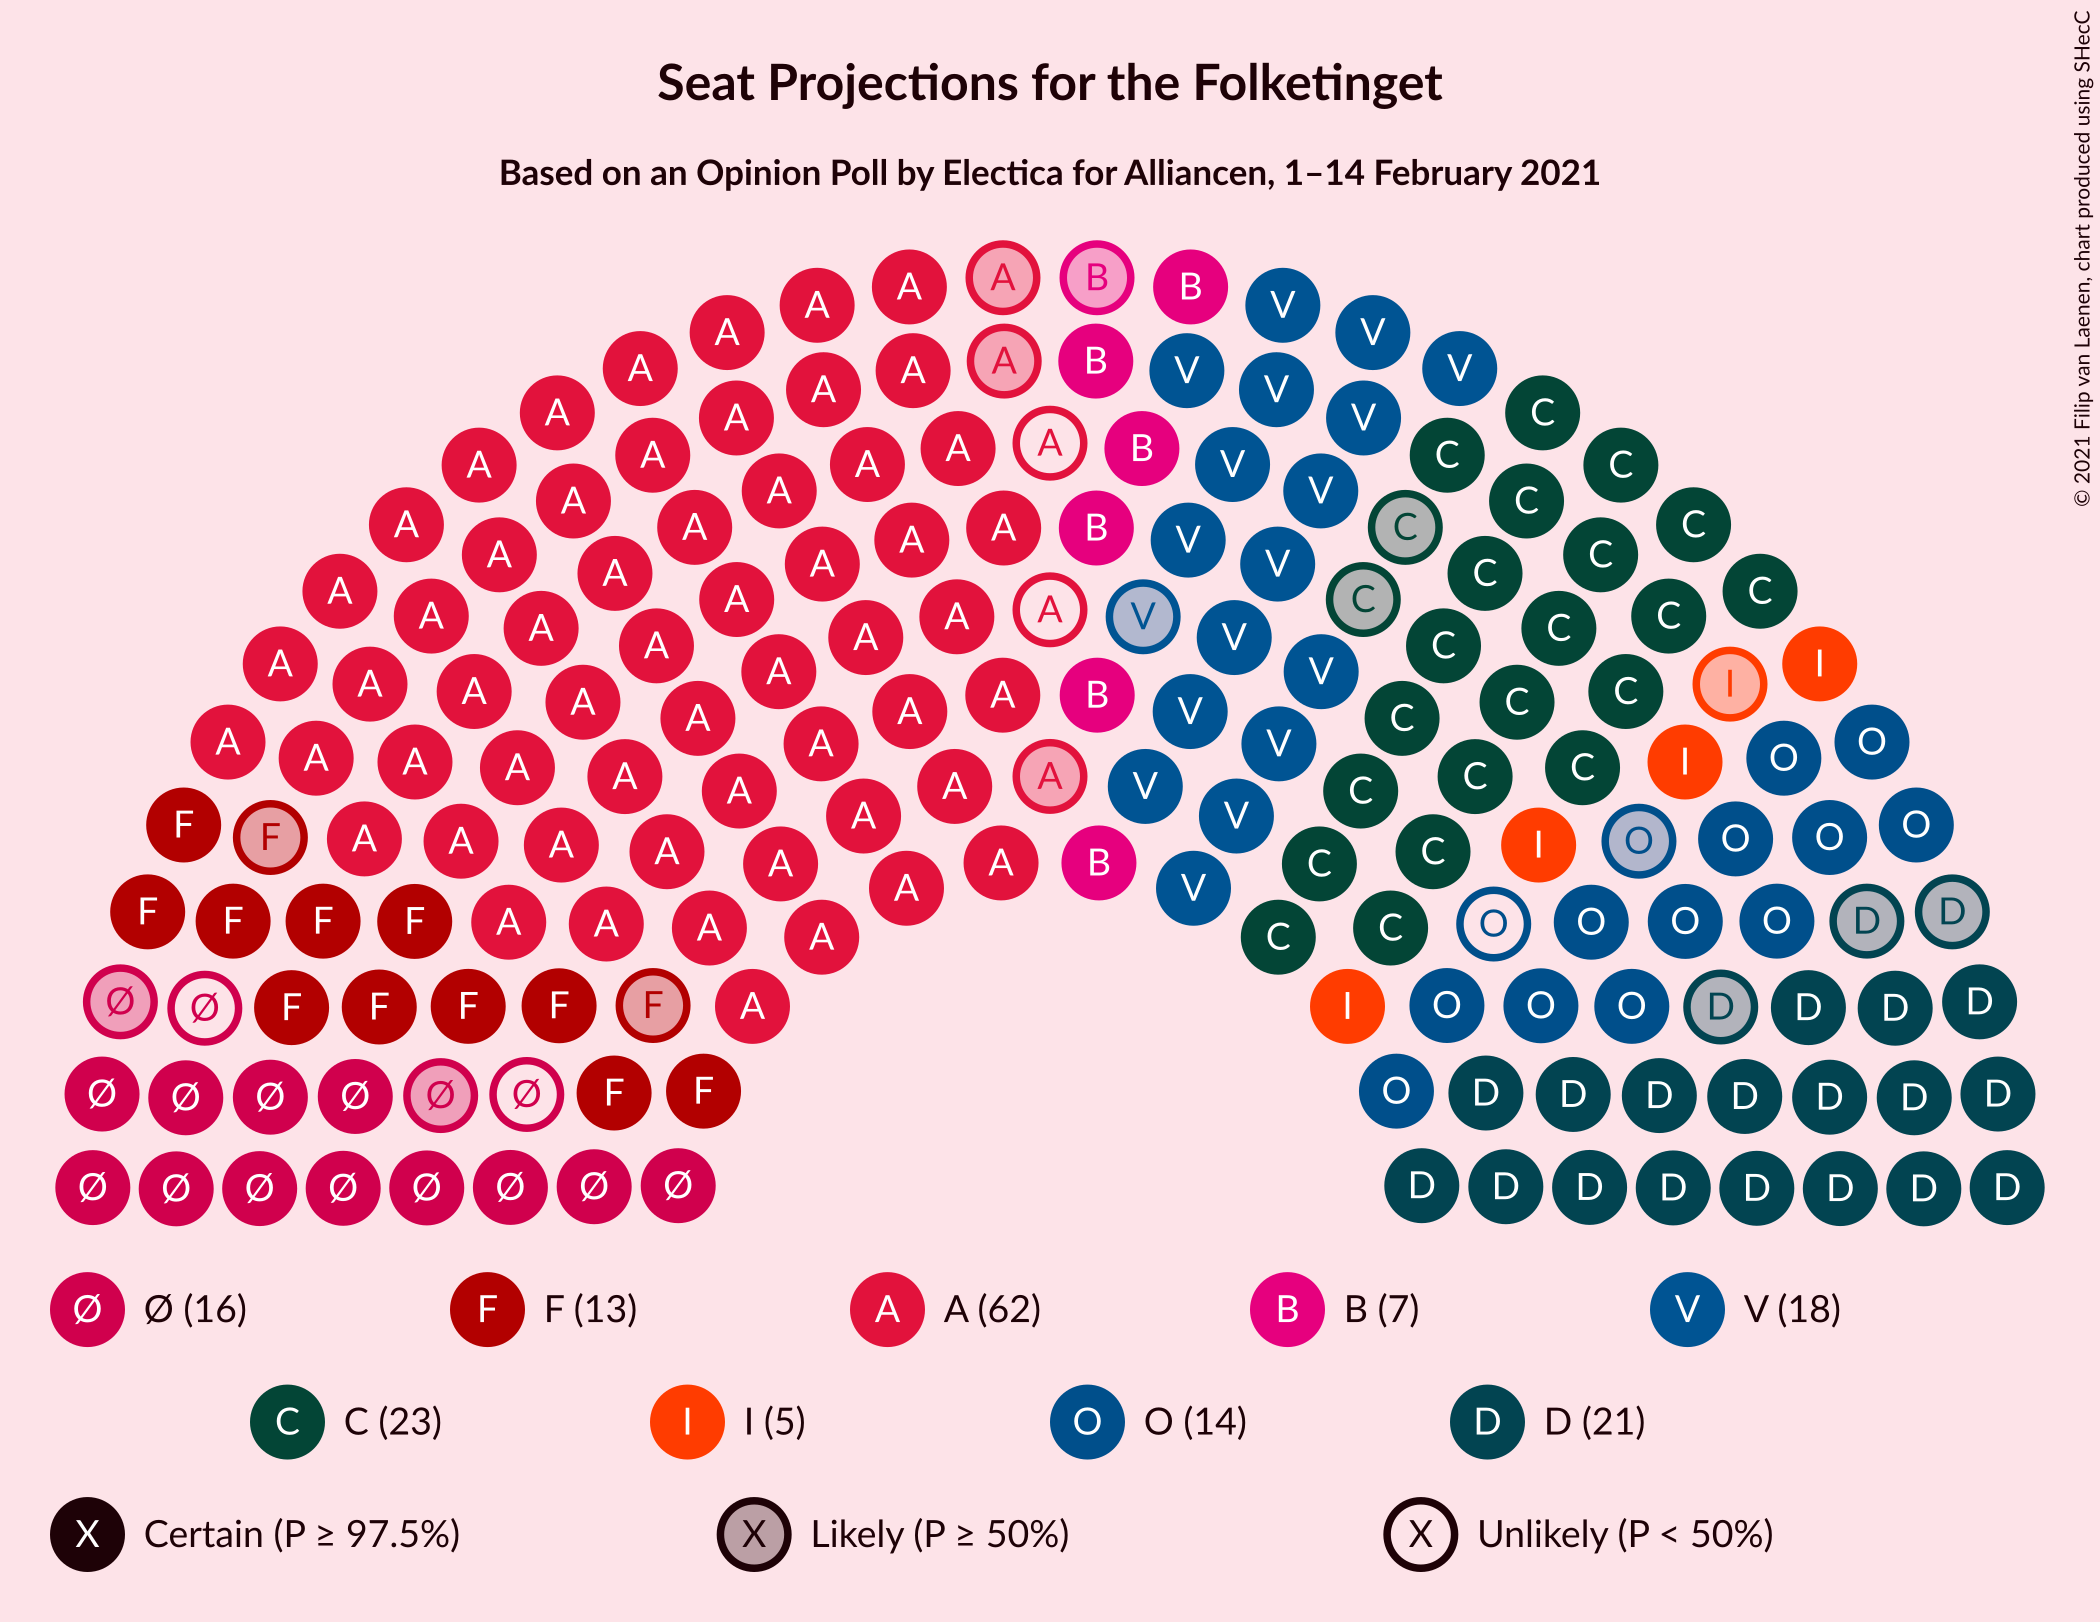 © 2021 Filip van Laenen, chart produced using SHecC
Seat Projections for the Folketinget
Based on an Opinion Poll by Electica for Alliancen, 1–14 February 2021
A A A B B V
A V
A A A A B V V V
A A V C
A A A A A B V C C
A A V C
A A A A A B V C C C
A A V C
A A A A A A A V V C C C C
A A A V C I
A A A A A A B V C C C I
A A A A A A A A A V V C C C I O O
F F A A A A A A A B V C C I O O O O
F F F F A A A A A V C C O O O O D D
Ø Ø F F F F F A I O O O D D D D
Ø Ø Ø Ø Ø Ø F F O D D D D D D D
Ø Ø Ø Ø Ø Ø Ø Ø D D D D D D D D
Ø Ø (16) F F (13) A A (62) B B (7) V V (18)
C C (23) I I (5) O O (14) D D (21)
X Certain (P ≥ 97.5%) X Likely (P ≥ 50%) X Unlikely (P < 50%)